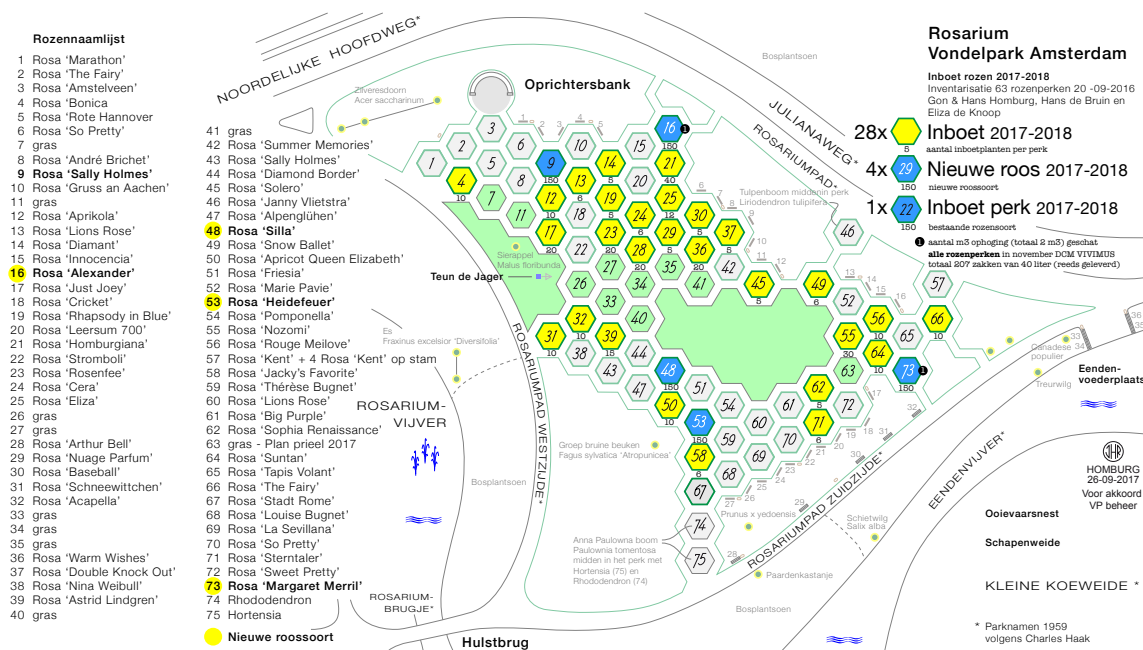 Rozennaamlijst
1 Rosa ‘Marathon’
2 Rosa ‘The Fairy’
3 Rosa ‘Amstelveen’
4 Rosa ‘Bonica
5 Rosa ‘Rote Hannover
6 Rosa ‘So Pretty’
7 gras
8 Rosa ‘André Brichet’
9 Rosa ‘Sally Holmes’
10 Rosa ‘Gruss an Aachen’
11 gras
12 Rosa ‘Aprikola’
13 Rosa ‘Lions Rose’
14 Rosa ‘Diamant’
15 Rosa ‘Innocencia’
16 Rosa ‘Alexander’
17 Rosa ‘Just Joey’
18 Rosa ‘Cricket’
19 Rosa ‘Rhapsody in Blue’
20 Rosa ‘Leersum 700’
21 Rosa ‘Homburgiana’
22 Rosa ‘Stromboli’
23 Rosa ‘Rosenfee’
24 Rosa ‘Cera’
25 Rosa ‘Eliza’
26 gras
27 gras
28 Rosa ‘Arthur Bell’
29 Rosa ‘Nuage Parfum’
30 Rosa ‘Baseball’
31 Rosa ‘Schneewittchen’
32 Rosa ‘Acapella’
33 gras
34 gras
35 gras
36 Rosa ‘Warm Wishes’
37 Rosa ‘Double Knock Out’
38 Rosa ‘Nina Weibull’
39 Rosa ‘Astrid Lindgren’
40 gras
41 gras
42 Rosa ‘Summer Memories’
43 Rosa ‘Sally Holmes’
44 Rosa ‘Diamond Border’
45 Rosa ‘Solero’
46 Rosa ‘Janny Vlietstra’
47 Rosa ‘Alpenglühen’
48 Rosa ‘Silla’
49 Rosa ‘Snow Ballet’
50 Rosa ‘Apricot Queen Elizabeth’
51 Rosa ‘Friesia’
52 Rosa ‘Marie Pavie’
53 Rosa ‘Heidefeuer’
54 Rosa ‘Pomponella’
55 Rosa ‘Nozomi’
56 Rosa ‘Rouge Meilove’
57 Rosa ‘Kent’ + 4 Rosa ‘Kent’ op stam
58 Rosa ‘Jacky’s Favorite’
59 Rosa ‘Thérèse Bugnet’
60 Rosa ‘Lions Rose’
61 Rosa ‘Big Purple’
62 Rosa ‘Sophia Renaissance’
63 gras - Plan prieel 2017
64 Rosa ‘Suntan’
65 Rosa ‘Tapis Volant’
66 Rosa ‘The Fairy’
67 Rosa ‘Stadt Rome’
68 Rosa ‘Louise Bugnet’
69 Rosa ‘La Sevillana’
70 Rosa ‘So Pretty’
71 Rosa ‘Sterntaler’
72 Rosa ‘Sweet Pretty’
73 Rosa ‘Margaret Merril’
74 Rhododendron
75 Hortensia
Nieuwe roossoort
NOORDELIJKE HOOFDWEG*
Zilveresdoorn
Acer saccharinum
Oprichtersbank
Bosplantsoen
JULIANAWEG*
ROSARIUMPAD*
Tulpenboom middenin perk
Liriodendron tulipifera
Sierappel
Malus floribunda
Teun de Jager
Es
Fraxinus excelsior ‘Diversifolia’
ROSARIUM-
VIJVER
ROSARIUMPAD WESTZIJDE*
Groep bruine beuken
Fagus sylvatica ‘Atropunicea’
Bosplantsoen
Anna Paulowna boom
Paulownia tomentosa
midden in het perk met
Hortensia (75) en
Rhododendron (74)
Prunus x yedoensis
ROSARIUMPAD ZUIDZIJDE*
Schietwilg
Salix alba
Paardenkastanje
Bosplantsoen
ROSARIUM-
BRUGJE*
Hulstbrug
EENDENVIJVER*
Canadese
populier
Treurwilg
Eenden-
voederplaats
Rosarium
Vondelpark Amsterdam
Inboet rozen 2017-2018
Inventarisatie 63 rozenperken 20 -09-2016
Gon & Hans Homburg, Hans de Bruin en
Eliza de Knoop
28x Inboet 2017-2018
5 aantal inboetplanten per perk
4x 29 Nieuwe roos 2017-2018
150 nieuwe roossoort
1x 22 Inboet perk 2017-2018
150 bestaande rozensoort
1 aantal m3 ophoging (totaal 2 m3) geschat
alle rozenperken in november DCM VIVIMUS
totaal 207 zakken van 40 liter (reeds geleverd)
HOMBURG
26-09-2017
Voor akkoord
VP beheer
Ooievaarsnest
Schapenweide
KLEINE KOEWEIDE *
* Parknamen 1959
volgens Charles Haak